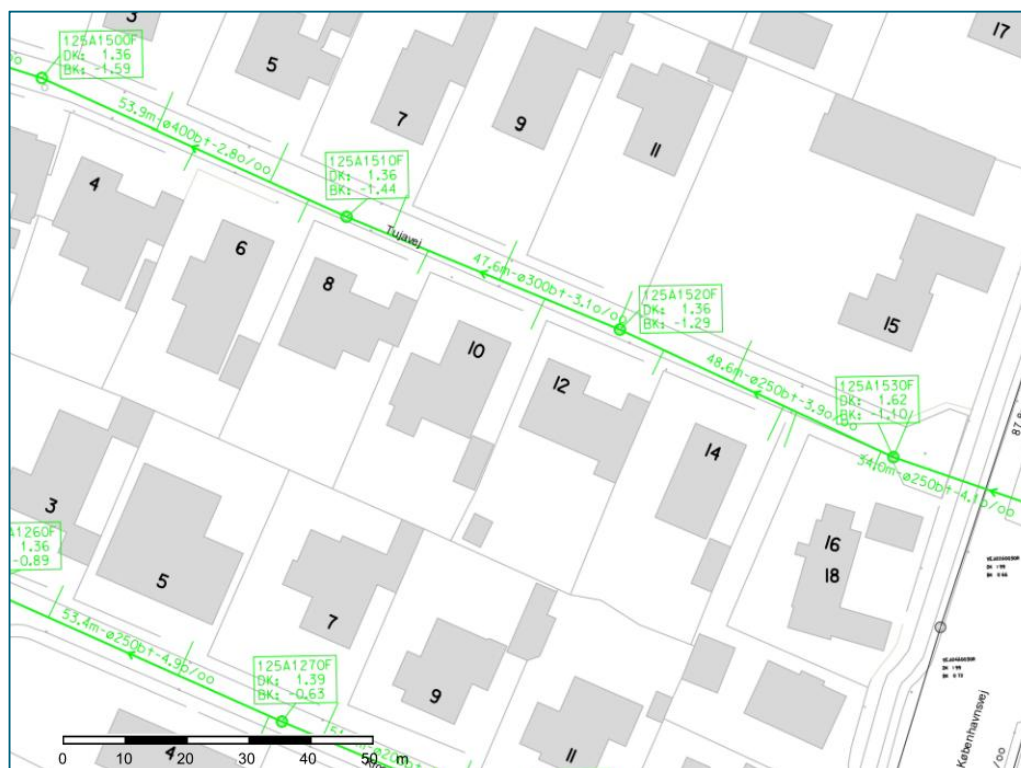 3
17
125A1500F
DK: 1.36
BK: -1.59
5
7
9
11
53.9m-ø400bt-2.8o/oo
4
125A1510F
DK: 1.36
BK: -1.44
Tujavej
6
8
47.6m-ø300bt-3.1o/oo
125A1520F
DK: 1.36
BK: -1.29
15
10
12
48.6m-ø250bt-3.9o/oo
125A1530F
DK: 1.62
BK: -1.10
87.8
14
34.0m-ø250bt-4.1o/oo
3
A1260F
1.36
-0.89
5
7
16
18
53.4m-ø250bt-4.9o/oo
125A1270F
DK: 1.39
BK: -0.63
9
11
4
Københavnsvej
/oo
0 10 20 30 40 50 m